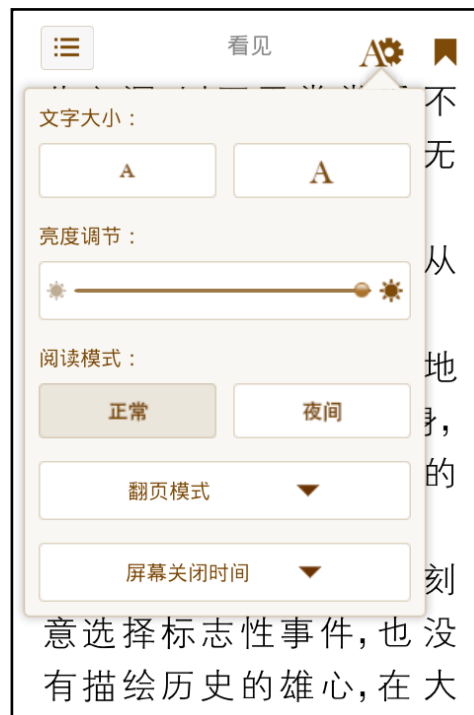 看见
A
不
文字大小：
A A
无
亮度调节：
从
阅读模式：
地
正常 夜间
身，
翻页模式
的
屏幕关闭时间
刻
意选择标志性事件，也没
有描绘历史的雄心，在大